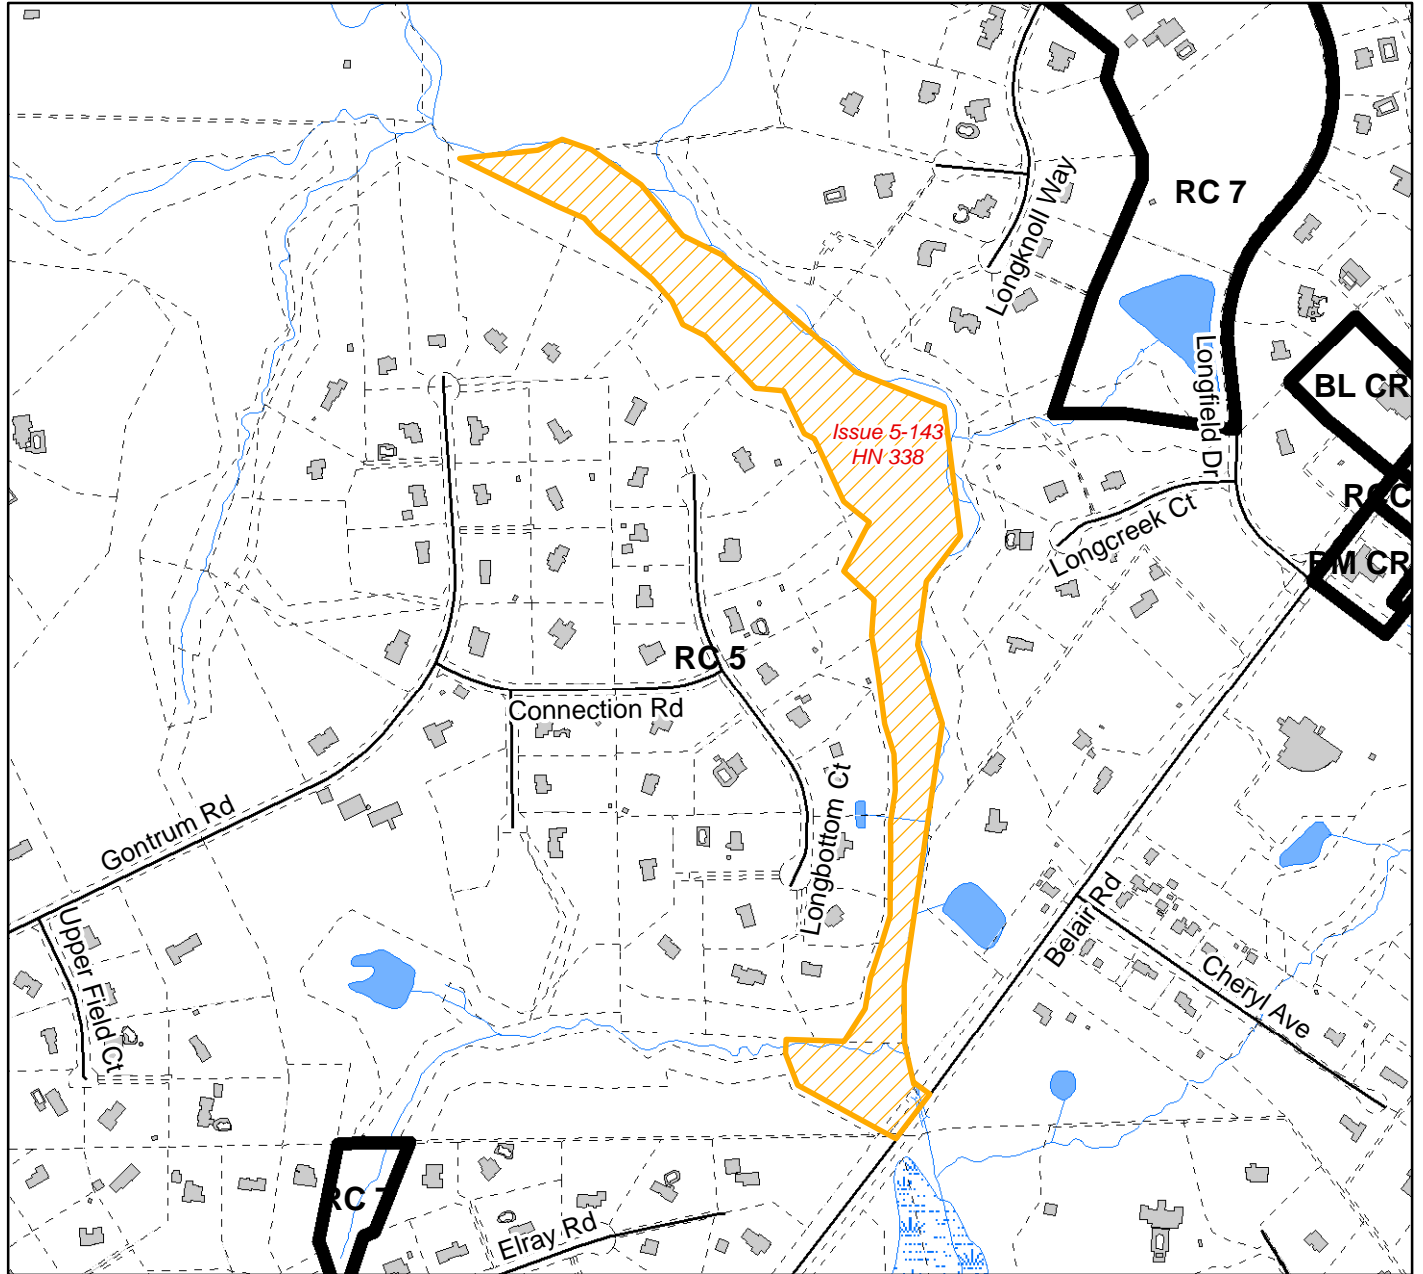 RC 7
Longknoll Way
Longfield Dr
BL CR
Issue 5-143
HN 338
Longcreek Ct
RC 5
Connection Rd
Longbottom Ct
Gontrum Rd
Upper Field Ct
Belair Rd
Cheryl Ave
Elray Rd